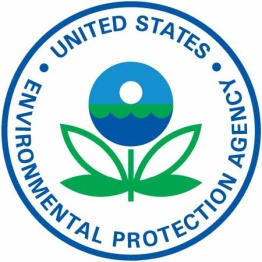 UNITED STATES
ENVIRONMENTAL PROTECTION AGENCY